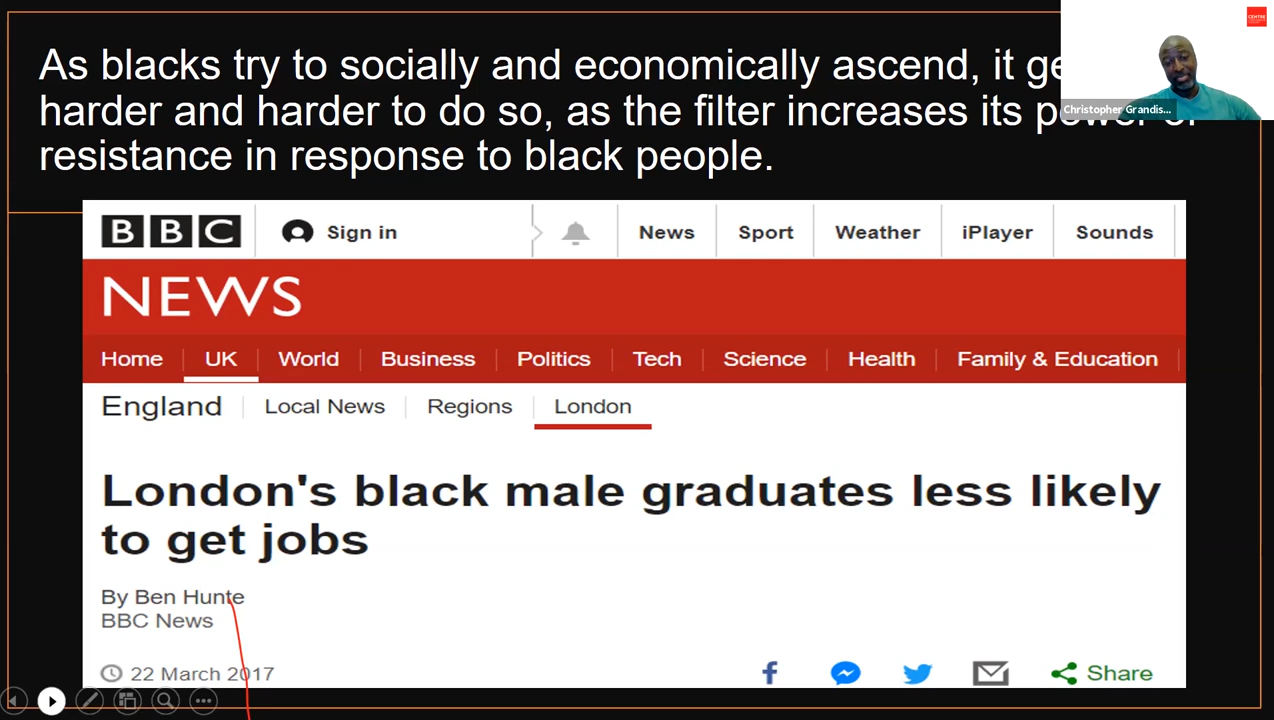 As blacks try to socially and economically ascend, it ge
harder and harder to do so, as the filter increases its power of
resistance in response to black people.
Christopher Grandis...
BBC Sign in News Sport Weather iPlayer Sounds
NEWS
Home UK World Business Politics Tech Science Health Family & Education
England Local News Regions London
London's black male graduates less likely
to get jobs
By Ben Hunte
BBC News
22 March 2017 Share